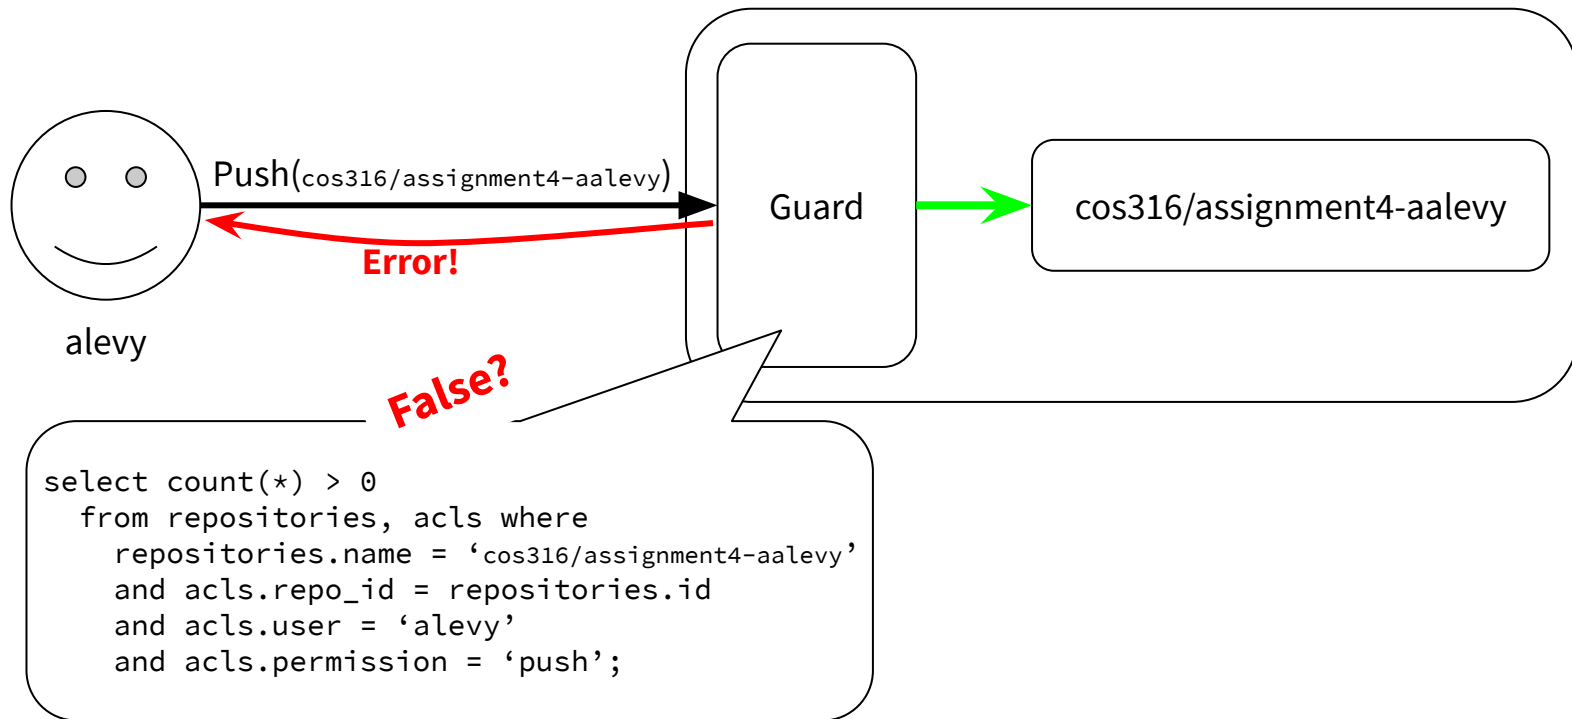 Push(cos316/assignment4-aalevy)
Guard
cos316/assignment4-aalevy
Error!
alevy
False?
select count(*) > 0
from repositories, acls where
repositories.name = ‘cos316/assignment4-aalevy’
and acls.repo_id = repositories.id
and acls.user = ‘alevy’
and acls.permission = ‘push’;